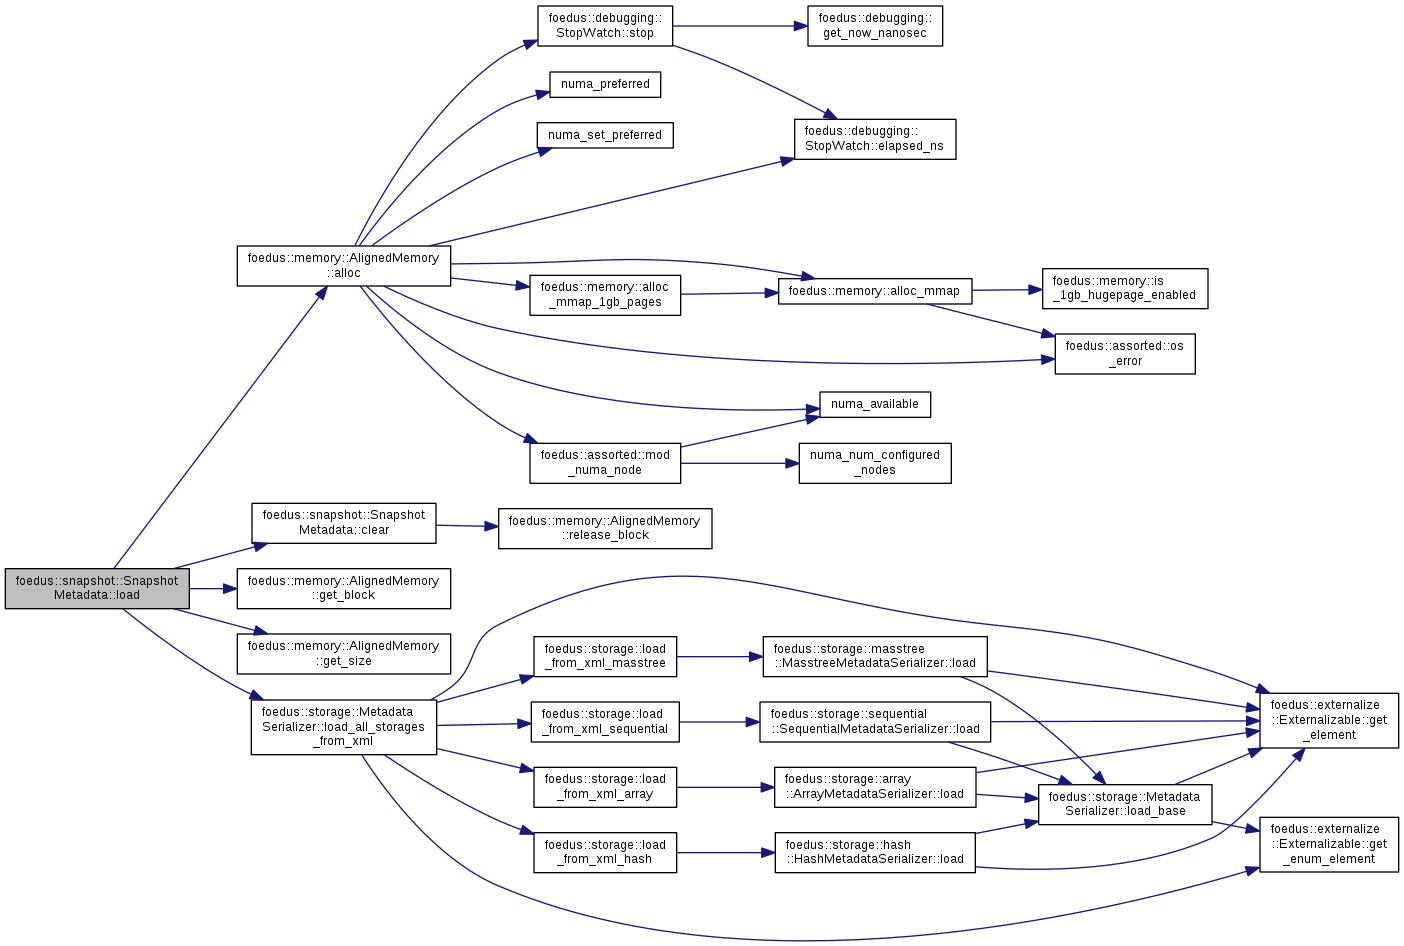 foedus::debugging::
StopWatch::stop
foedus::debugging::
get_now_nanosec
numa_preferred
numa_set_preferred
foedus::debugging::
StopWatch::elapsed_ns
foedus::memory::AlignedMemory
::alloc
foedus::memory::alloc
_mmap_1gb_pages
foedus::memory::alloc_mmap
foedus::memory::is
_1gb_hugepage_enabled
foedus::assorted::os
_error
numa_available
foedus::assorted::mod
_numa_node
numa_num_configured
_nodes
foedus::snapshot::Snapshot
Metadata::clear
foedus::memory::AlignedMemory
::release_block
foedus::snapshot::Snapshot
Metadata::load
foedus::memory::AlignedMemory
::get_block
foedus::memory::AlignedMemory
::get_size
foedus::storage::Metadata
Serializer::load_all_storages
_from_xml
foedus::storage::load
_from_xml_masstree
foedus::storage::masstree
::MasstreeMetadataSerializer::load
foedus::storage::load
_from_xml_sequential
foedus::storage::sequential
::SequentialMetadataSerializer::load
foedus::externalize
::Externalizable::get
_element
foedus::storage::load
_from_xml_array
foedus::storage::array
::ArrayMetadataSerializer::load
foedus::storage::Metadata
Serializer::load_base
foedus::storage::load
_from_xml_hash
foedus::storage::hash
::HashMetadataSerializer::load
foedus::externalize
::Externalizable::get
_enum_element